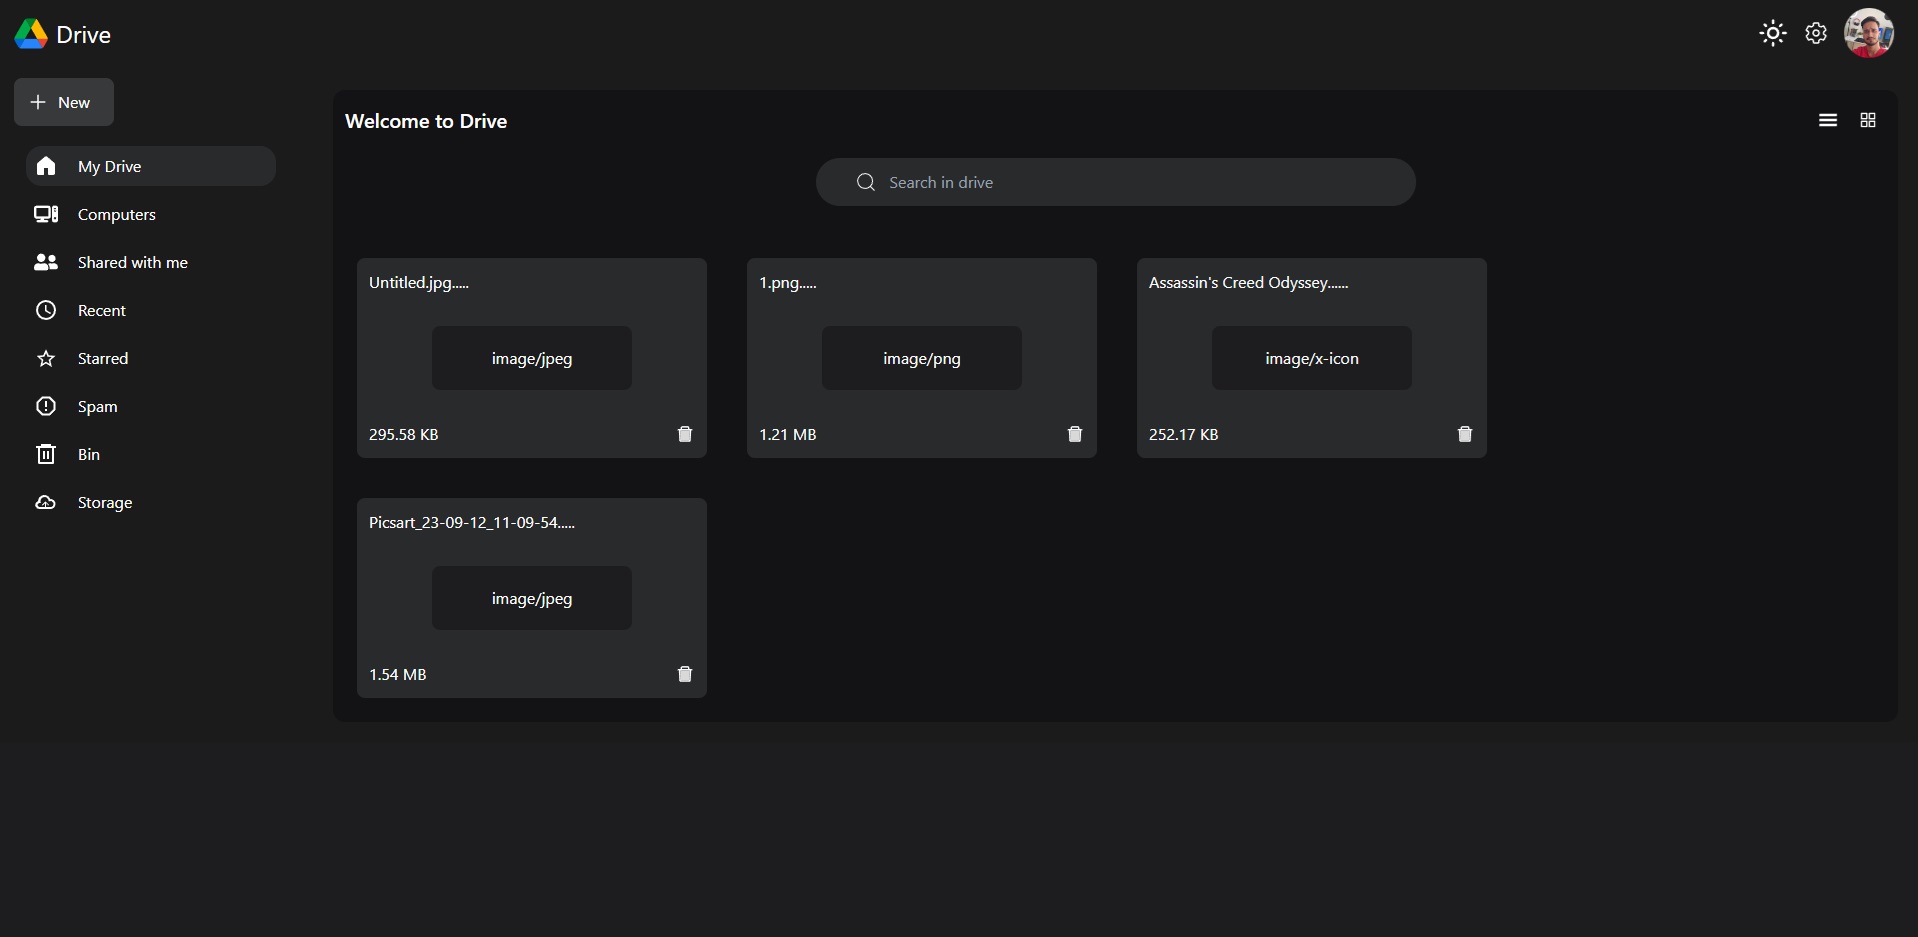 Drive
New
My Drive
Computers
Shared with me
Recent
Starred
Spam
Bin
Storage
Welcome to Drive
Search in drive
Untitled.jpg.....
image/jpeg
295.58 KB
1.png.....
image/png
1.21 MB
Assassin's Creed Odyssey......
image/x-icon
252.17 KB
Picsart_23-09-12_11-09-54.....
image/jpeg
1.54 MB